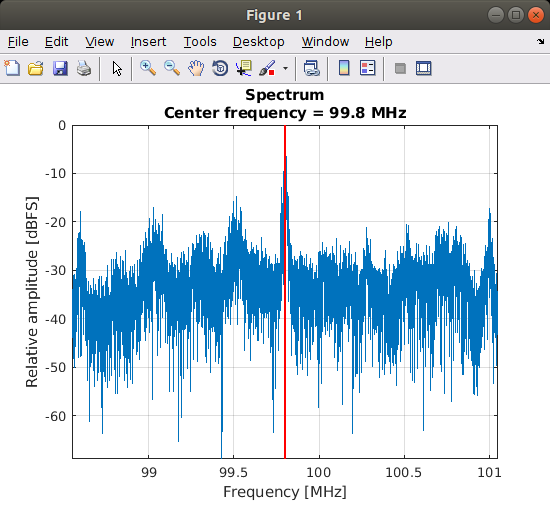 Figure 1
File Edit View Insert Tools Desktop Window Help
Spectrum
Center frequency = 99.8 MHz
0
-10
-20
-30
-40
-50
-60
Relative amplitude [dBFS]
99 99.5 100 100.5 101
Frequency [MHz]